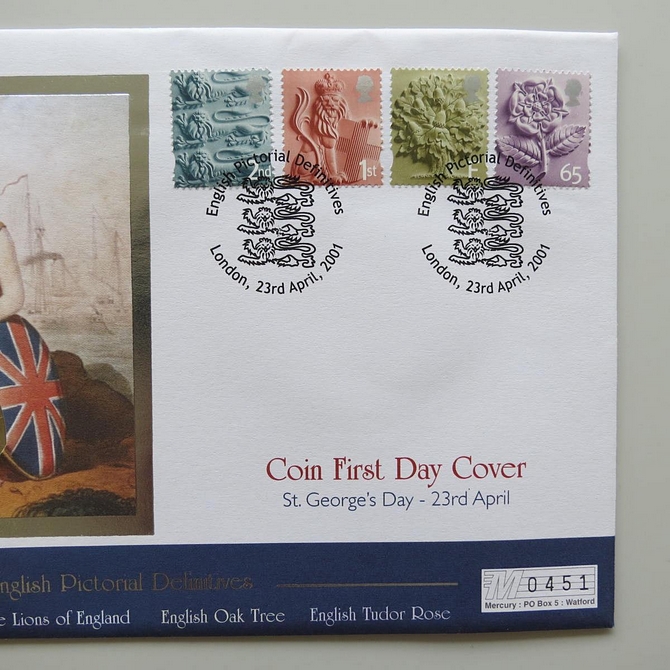 2nd
1st
E
65
English Pictorial Definitives
London, 23rd April, 2001
English Pictorial Definitives
London, 23rd April, 2001
Coin First Day Cover
St. George's Day - 23rd April
nglish Pictorial Definitives
e Lions of England English Oak Tree English Tudor Rose
M 0451
Mercury : PO Box 5 : Watford